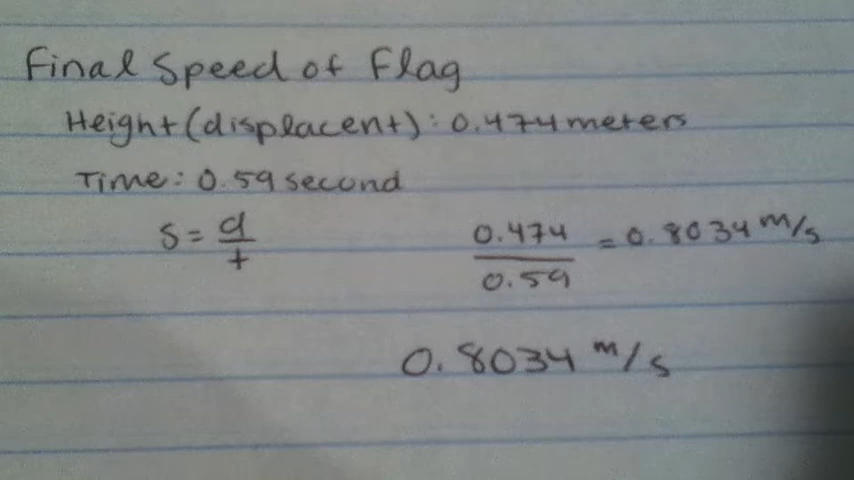 Final Speed of Flag
Height (displacent): 0.474 meters
Time: 0.59 second
s = d/t
0.474/0.59 = 0.8034 m/s
0.8034 m/s